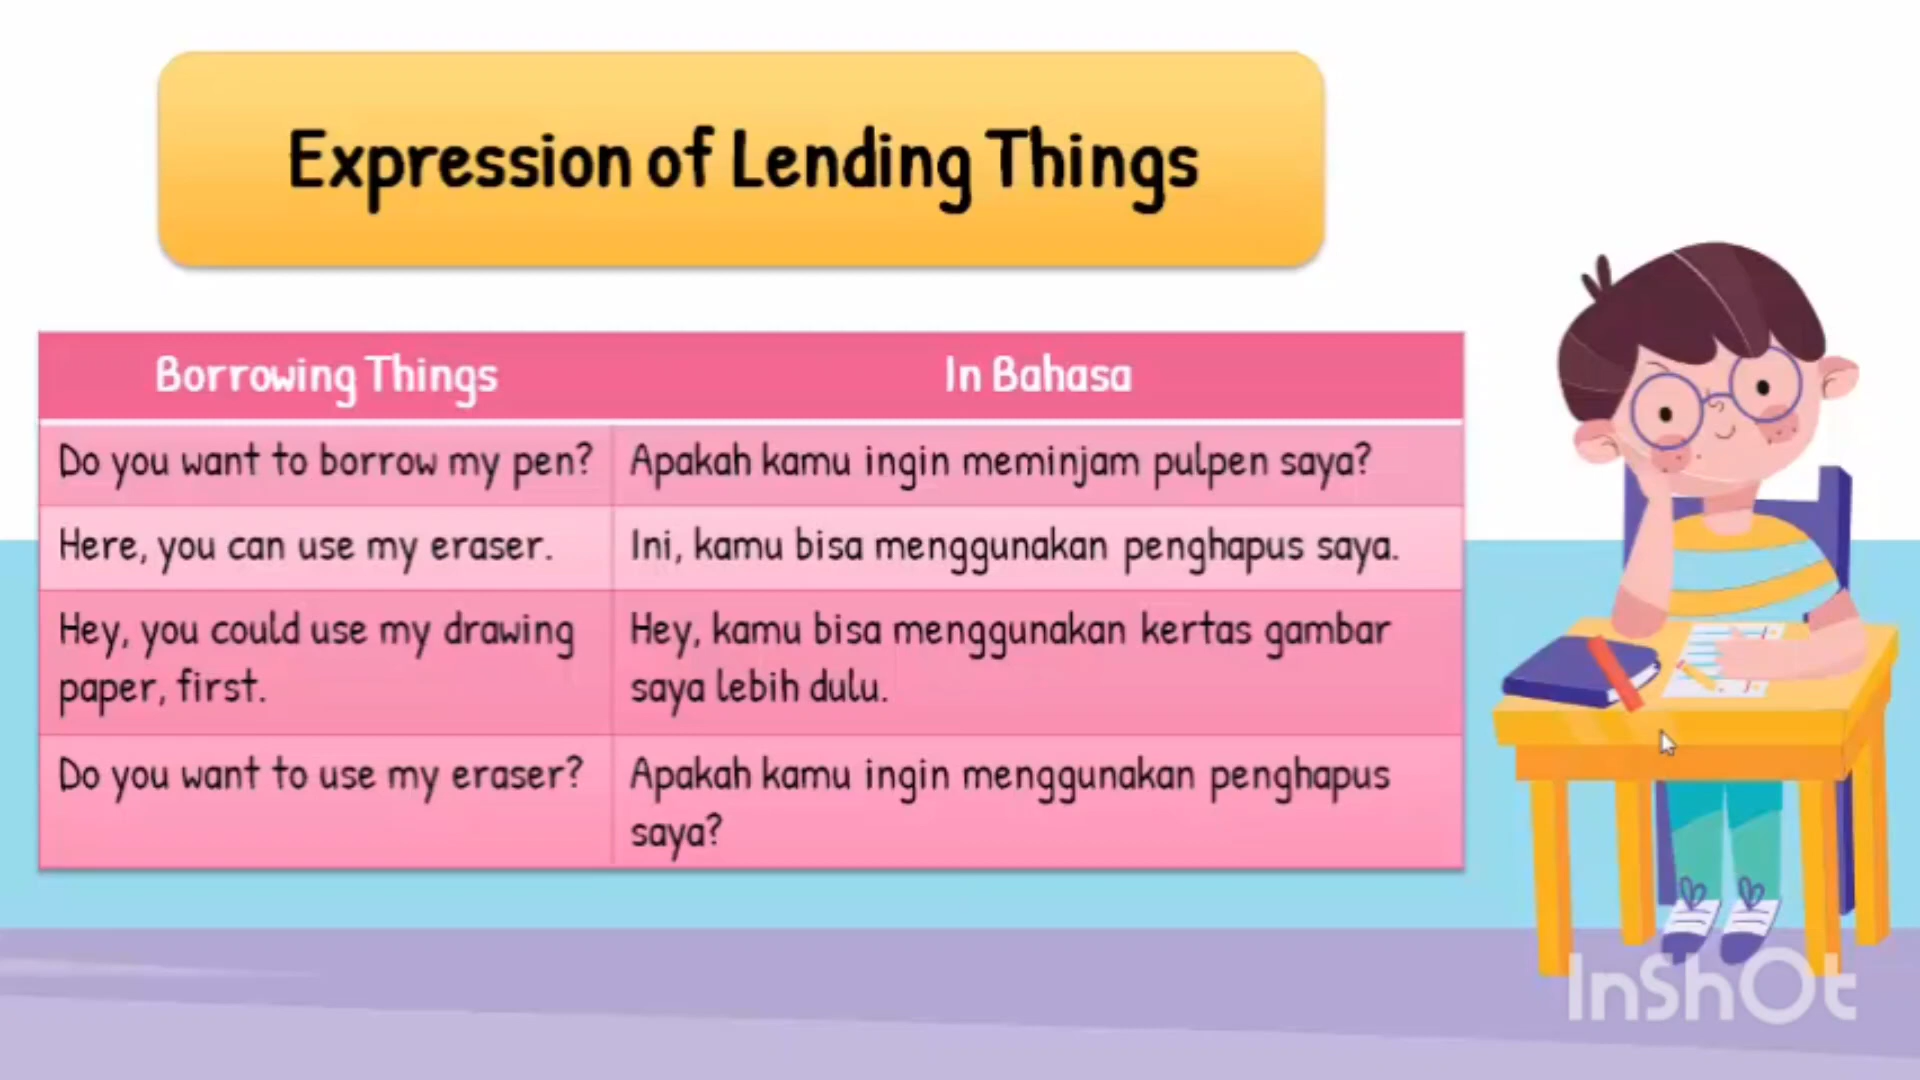 Expression of Lending Things
Borrowing Things
In Bahasa
Do you want to borrow my pen?
Apakah kamu ingin meminjam pulpen saya?
Here, you can use my eraser.
Ini, kamu bisa menggunakan penghapus saya.
Hey, you could use my drawing
paper, first.
Hey, kamu bisa menggunakan kertas gambar
saya lebih dulu.
Do you want to use my eraser?
Apakah kamu ingin menggunakan penghapus
saya?
InShOt